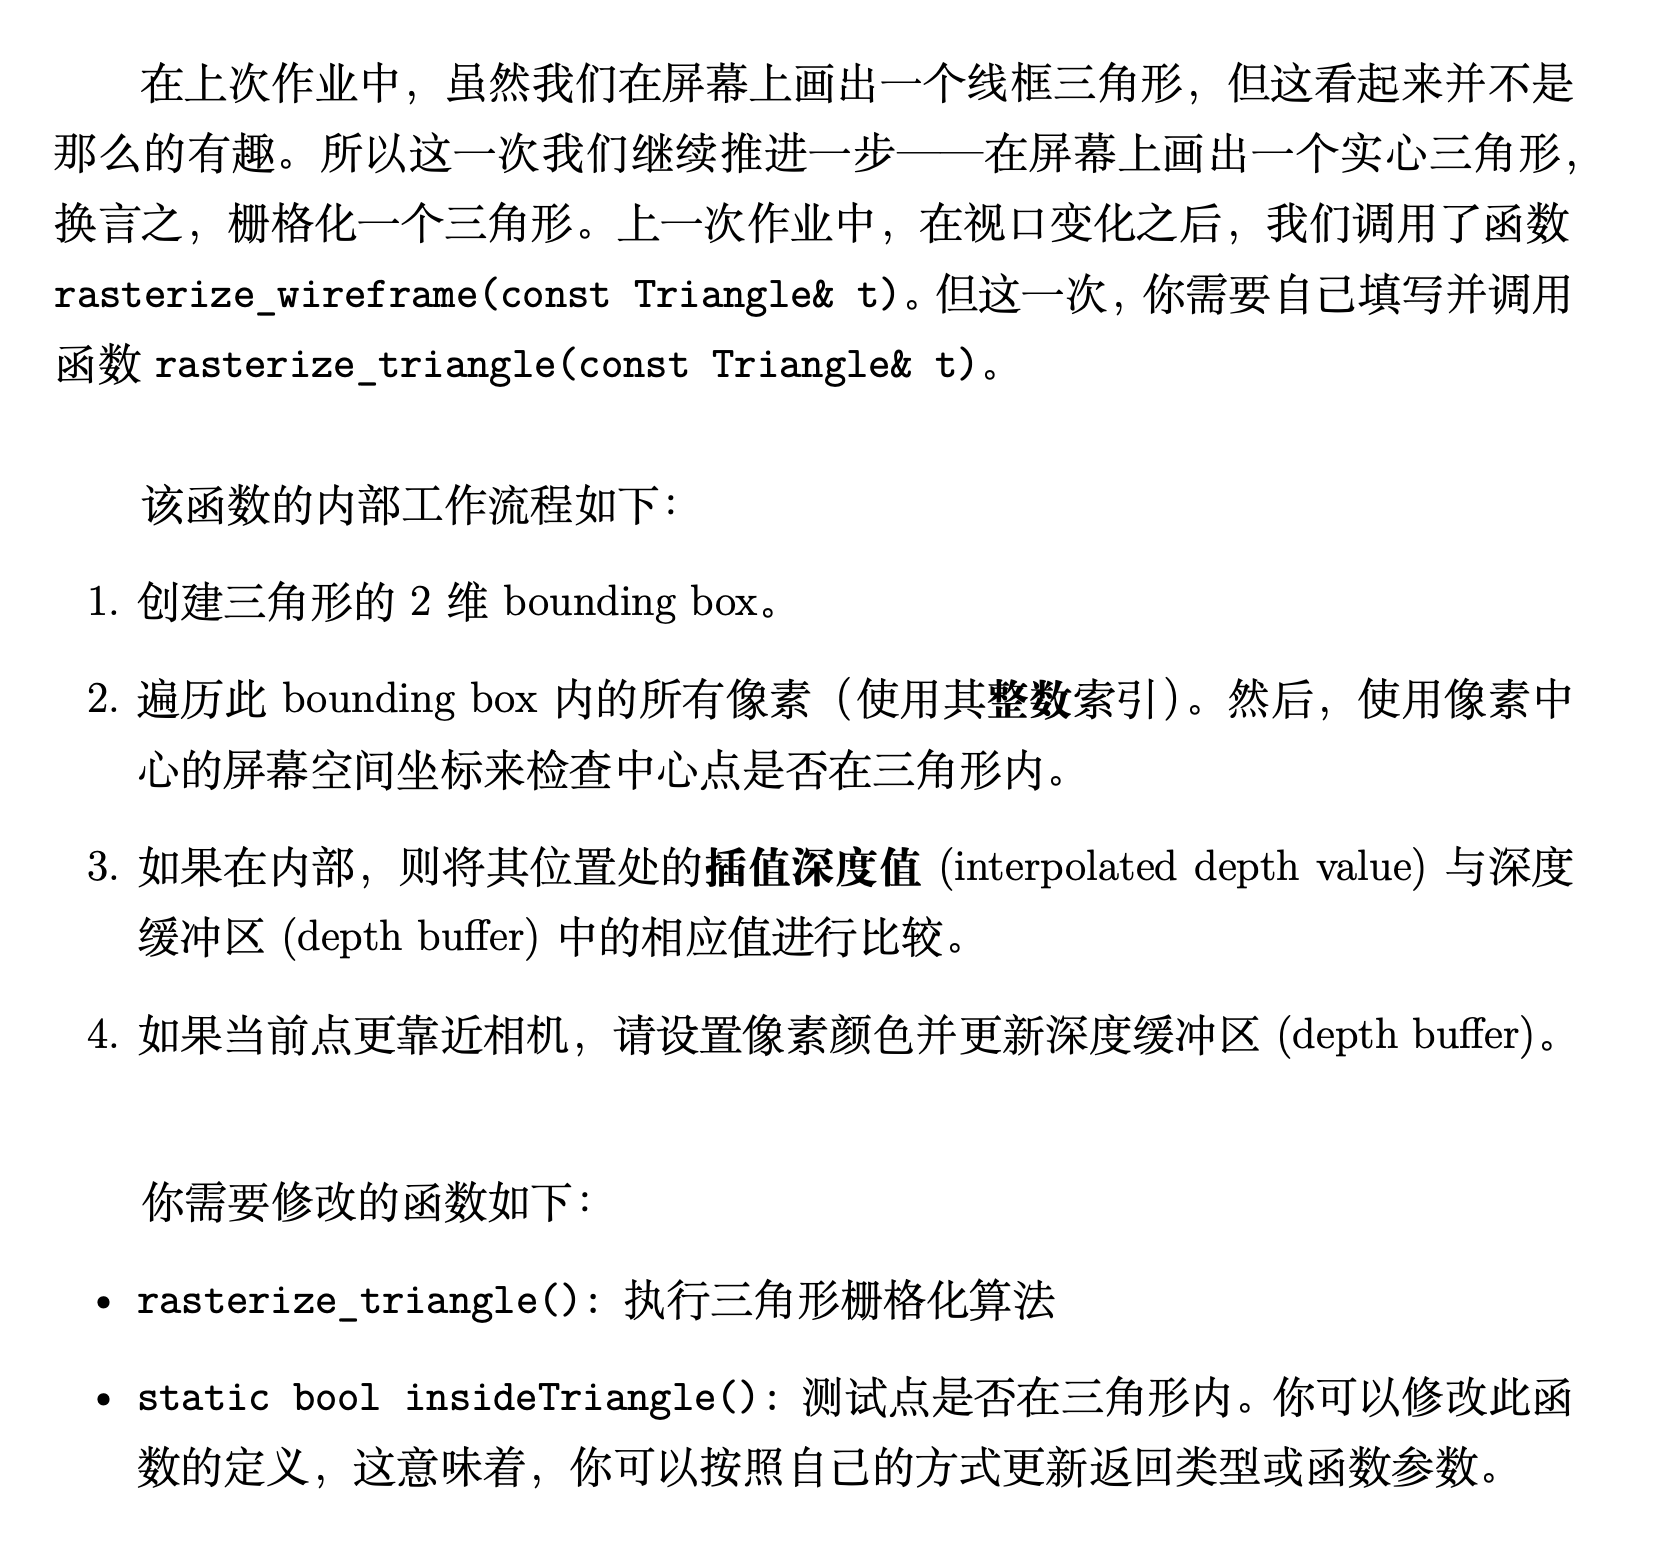 在上次作业中，虽然我们在屏幕上画出一个线框三角形，但这看起来并不是
那么的有趣。所以这一次我们继续推进一步——在屏幕上画出一个实心三角形，
换言之，栅格化一个三角形。上一次作业中，在视口变化之后，我们调用了函数
rasterize_wireframe(const Triangle& t)。但这一次，你需要自己填写并调用
函数 rasterize_triangle(const Triangle& t)。
该函数的内部工作流程如下：
1. 创建三角形的 2 维 bounding box。
2. 遍历此 bounding box 内的所有像素（使用其整数索引）。然后，使用像素中
心的屏幕空间坐标来检查中心点是否在三角形内。
3. 如果在内部，则将其位置处的插值深度值 (interpolated depth value) 与深度
缓冲区 (depth buffer) 中的相应值进行比较。
4. 如果当前点更靠近相机，请设置像素颜色并更新深度缓冲区 (depth buffer)。
你需要修改的函数如下：
• rasterize_triangle(): 执行三角形栅格化算法
• static bool insideTriangle(): 测试点是否在三角形内。你可以修改此函
数的定义，这意味着，你可以按照自己的方式更新返回类型或函数参数。